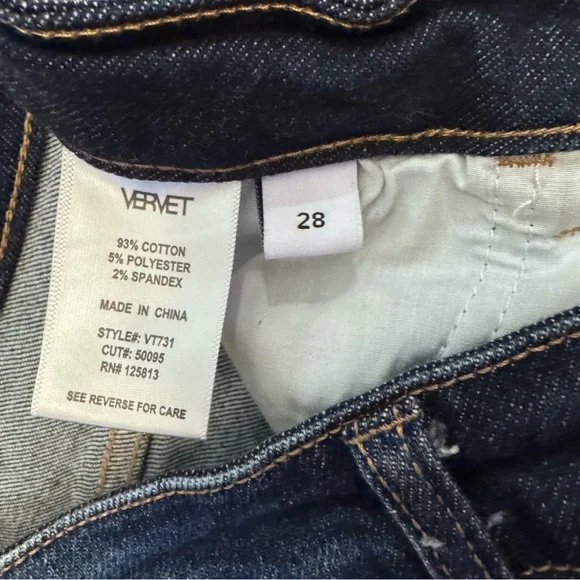 VERVET
93% COTTON
5% POLYESTER
2% SPANDEX
MADE IN CHINA
STYLE#: VT731
CUT#: 50095
RN# 125813
SEE REVERSE FOR CARE
28